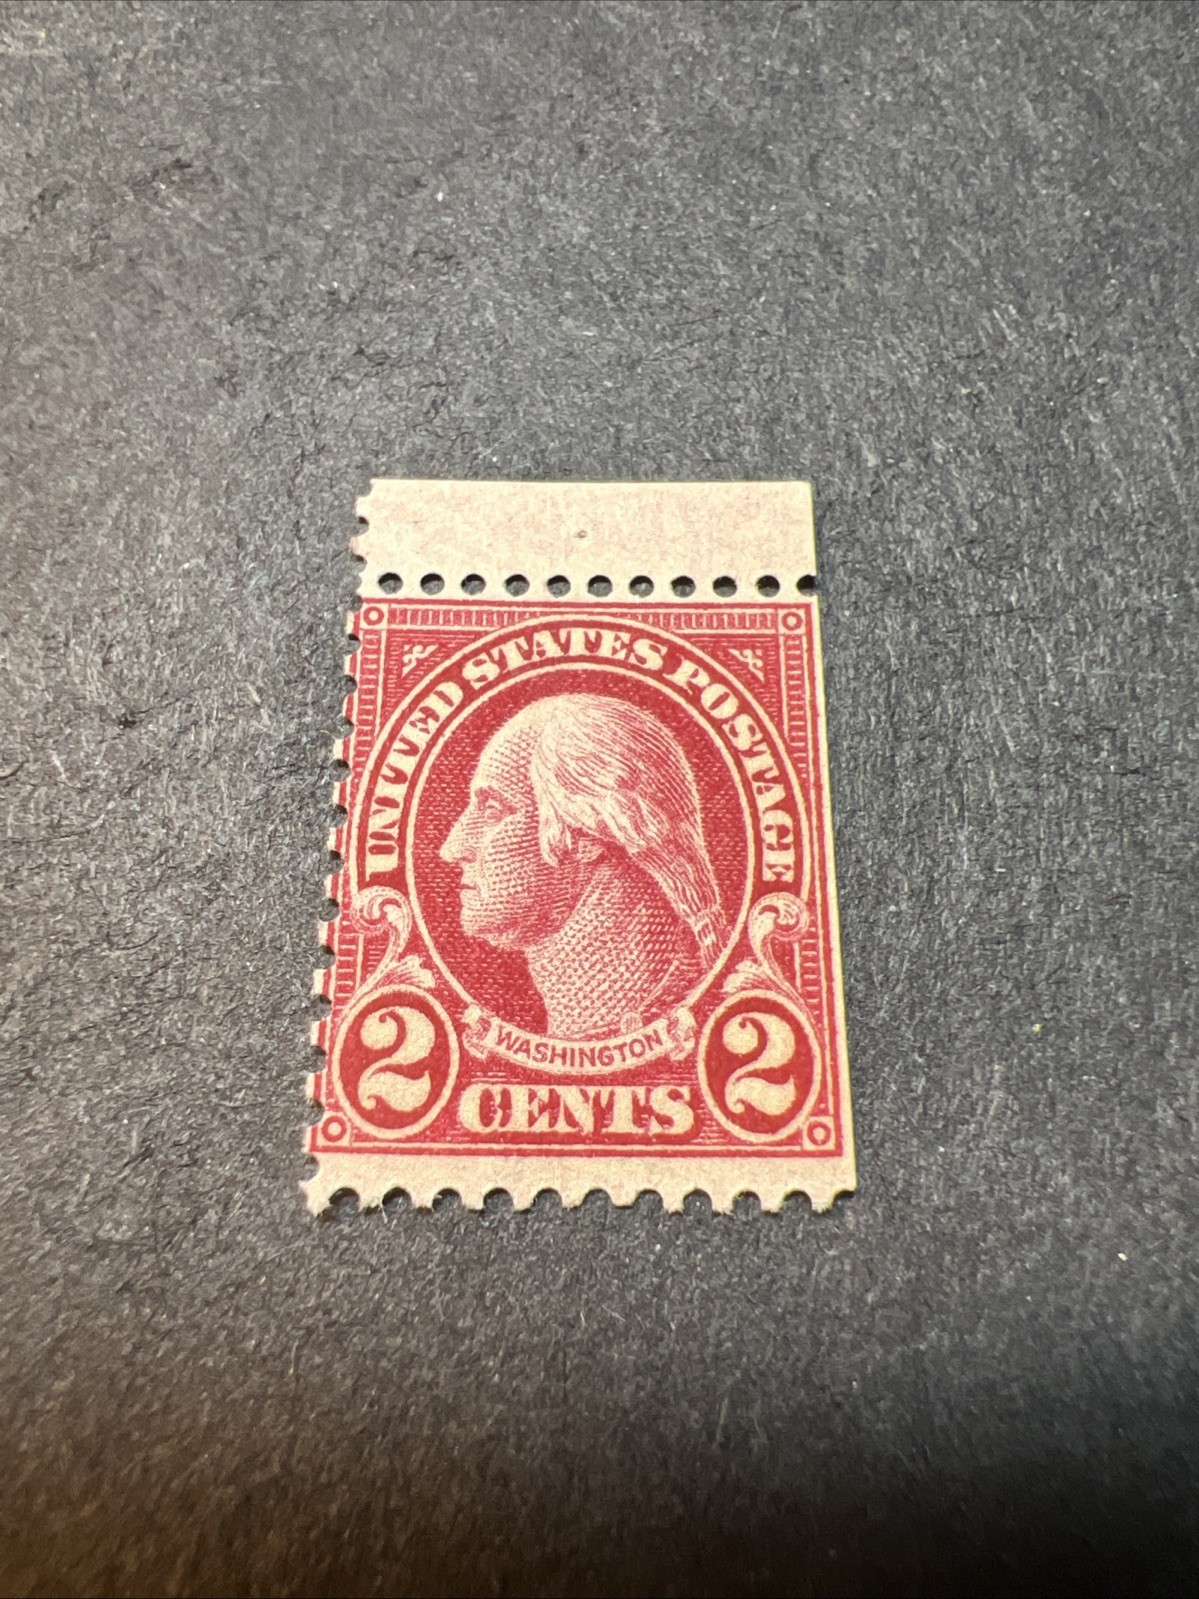 UNITED STATES POSTAGE
WASHINGTON
2 CENTS 2